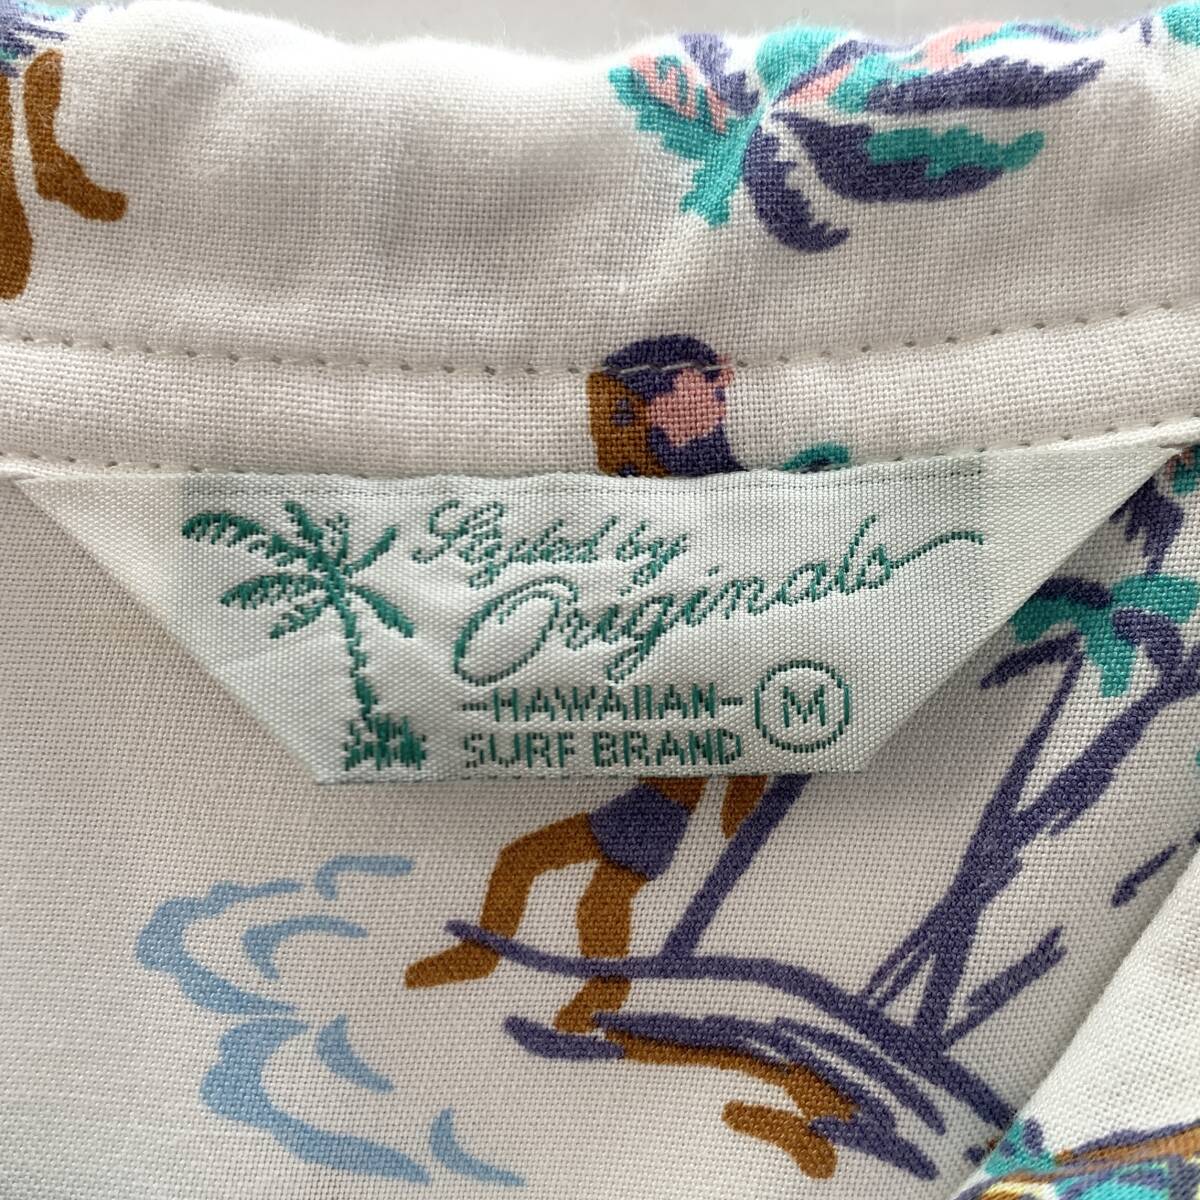 Styled by
Originals
-HAWAIIAN-
SURF BRAND
M